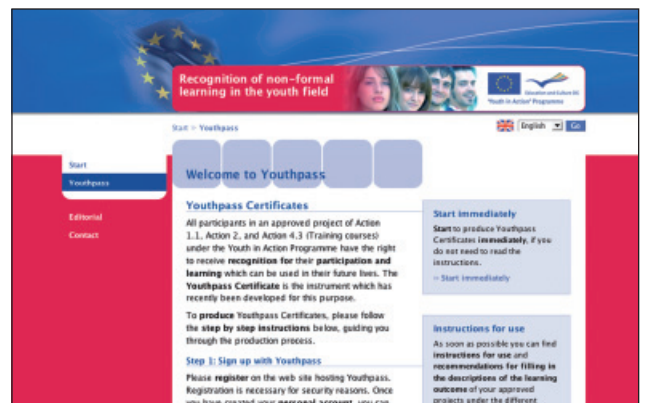 Recognition of non-formal
learning in the youth field
Education and Culture DG
'Youth in Action' Programme
Start > Youthpass
English
Go
Start
Youthpass
Editorial
Contact
Welcome to Youthpass
Youthpass Certificates
All participants in an approved project of Action
1.1, Action 2, and Action 4.3 (Training courses)
under the Youth in Action Programme have the right
to receive recognition for their participation and
learning which can be used in their future lives. The
Youthpass Certificate is the instrument which has
recently been developed for this purpose.
To produce Youthpass Certificates, please follow
the step by step instructions below, guiding you
through the production process.
Step 1: Sign up with Youthpass
Please register on the web site hosting Youthpass.
Registration is necessary for security reasons. Once
you have created your personal account, you can
Start immediately
Start to produce Youthpass
Certificates immediately, if you
do not need to read the
instructions.
Start immediately
Instructions for use
As soon as possible you can find
instructions for use and
recommendations for filling in
the descriptions of the learning
outcome of your approved
projects under the different